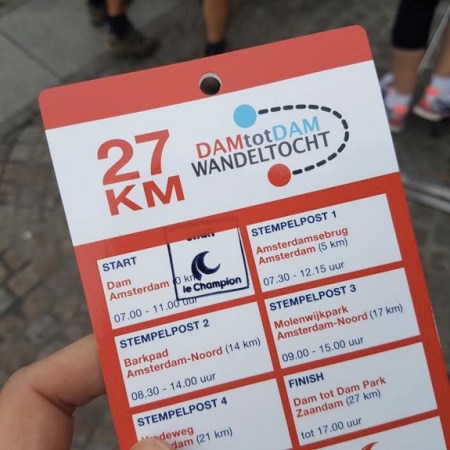 27
KM
DAMtotDAM
WANDELTOCHT
START
Dam
Amsterdam (0 km)
07.00 - 11.00 uur
le Champion
STEMPELPOST 1
Amsterdamsebrug
Amsterdam (5 km)
07.30 - 12.15 uur
STEMPELPOST 2
Barkpad
Amsterdam-Noord (14 km)
08.30 - 14.00 uur
STEMPELPOST 3
Molenwijkpark
Amsterdam-Noord (17 km)
09.00 - 15.00 uur
STEMPELPOST 4
(21 km)
FINISH
Dam tot Dam Park
Zaandam (27 km)
tot 17.00 uur